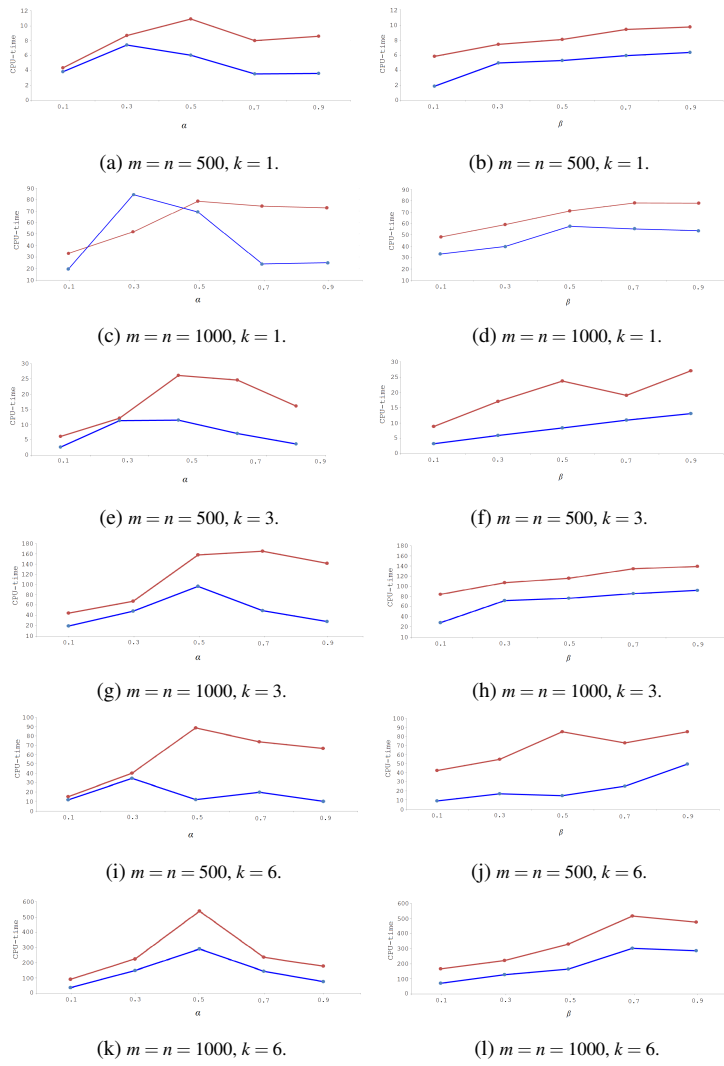 12
10
8
6
4
2
0
CPU-time
0.1 0.3 0.5 0.7 0.9
α
(a) m = n = 500, k = 1.
12
10
8
6
4
2
0
CPU-time
0.1 0.3 0.5 0.7 0.9
β
(b) m = n = 500, k = 1.
90
80
70
60
50
40
30
20
10
CPU-time
0.1 0.3 0.5 0.7 0.9
α
(c) m = n = 1000, k = 1.
90
80
70
60
50
40
30
20
10
CPU-time
0.1 0.3 0.5 0.7 0.9
β
(d) m = n = 1000, k = 1.
30
25
20
15
10
5
0
CPU-time
0.1 0.3 0.5 0.7 0.9
α
(e) m = n = 500, k = 3.
30
25
20
15
10
5
0
CPU-time
0.1 0.3 0.5 0.7 0.9
β
(f) m = n = 500, k = 3.
180
160
140
120
100
80
60
40
20
10
CPU-time
0.1 0.3 0.5 0.7 0.9
α
(g) m = n = 1000, k = 3.
180
160
140
120
100
80
60
40
20
10
CPU-time
0.1 0.3 0.5 0.7 0.9
β
(h) m = n = 1000, k = 3.
100
90
80
70
60
50
40
30
20
10
0
CPU-time
0.1 0.3 0.5 0.7 0.9
α
(i) m = n = 500, k = 6.
100
90
80
70
60
50
40
30
20
10
0
CPU-time
0.1 0.3 0.5 0.7 0.9
β
(j) m = n = 500, k = 6.
600
500
400
300
200
100
0
CPU-time
0.1 0.3 0.5 0.7 0.9
α
(k) m = n = 1000, k = 6.
600
500
400
300
200
100
0
CPU-time
0.1 0.3 0.5 0.7 0.9
β
(l) m = n = 1000, k = 6.